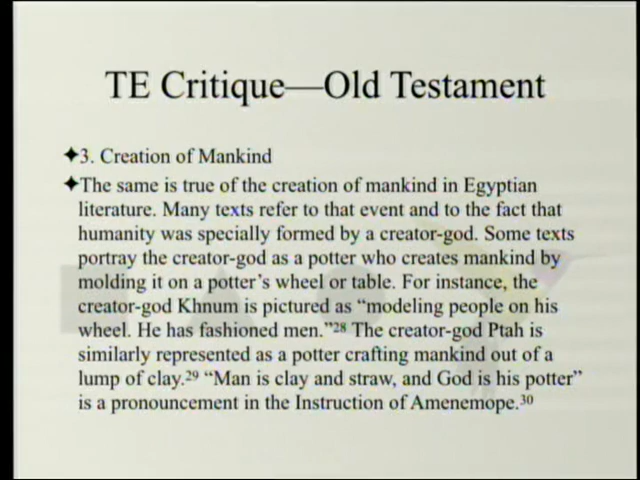 TE Critique—Old Testament
✦3. Creation of Mankind
✦The same is true of the creation of mankind in Egyptian
literature. Many texts refer to that event and to the fact that
humanity was specially formed by a creator-god. Some texts
portray the creator-god as a potter who creates mankind by
molding it on a potter’s wheel or table. For instance, the
creator-god Khnum is pictured as “modeling people on his
wheel. He has fashioned men.”28 The creator-god Ptah is
similarly represented as a potter crafting mankind out of a
lump of clay.29 “Man is clay and straw, and God is his potter”
is a pronouncement in the Instruction of Amenemope.30